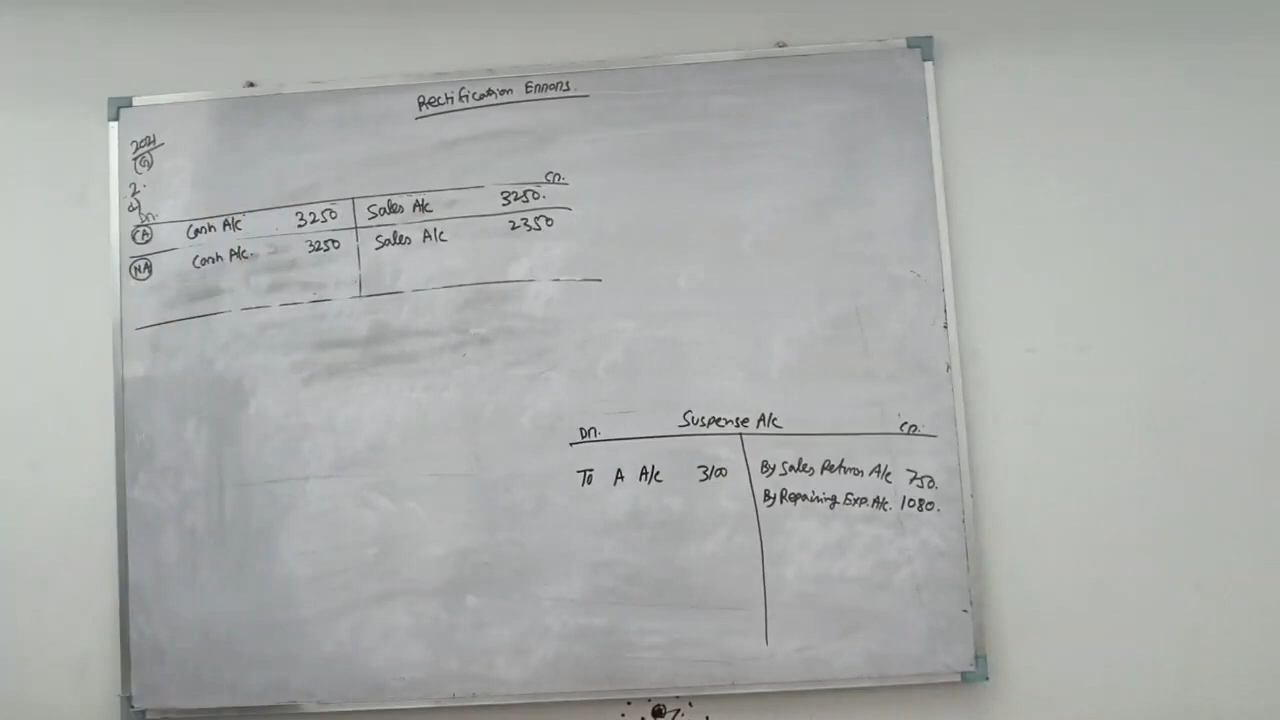 Rectification Errors.
2021
(G)
2.
a)
Dr. Cr.
(CA) Cash A/c 3250 Sales A/c 3250.
(NA) Cash A/c. 3250 Sales A/c 2350
Suspense A/c
Dr. Cr.
To A A/c 3100 By Sales Return A/c 750.
By Repairing Exp. A/c. 1080.